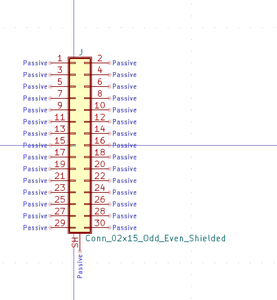 J
Passive 1 2 Passive
Passive 3 4 Passive
Passive 5 6 Passive
Passive 7 8 Passive
Passive 9 10 Passive
Passive 11 12 Passive
Passive 13 14 Passive
Passive 15 16 Passive
Passive 17 18 Passive
Passive 19 20 Passive
Passive 21 22 Passive
Passive 23 24 Passive
Passive 25 26 Passive
Passive 27 28 Passive
Passive 29 30 Passive
SH
Conn_02x15_Odd_Even_Shielded
Passive